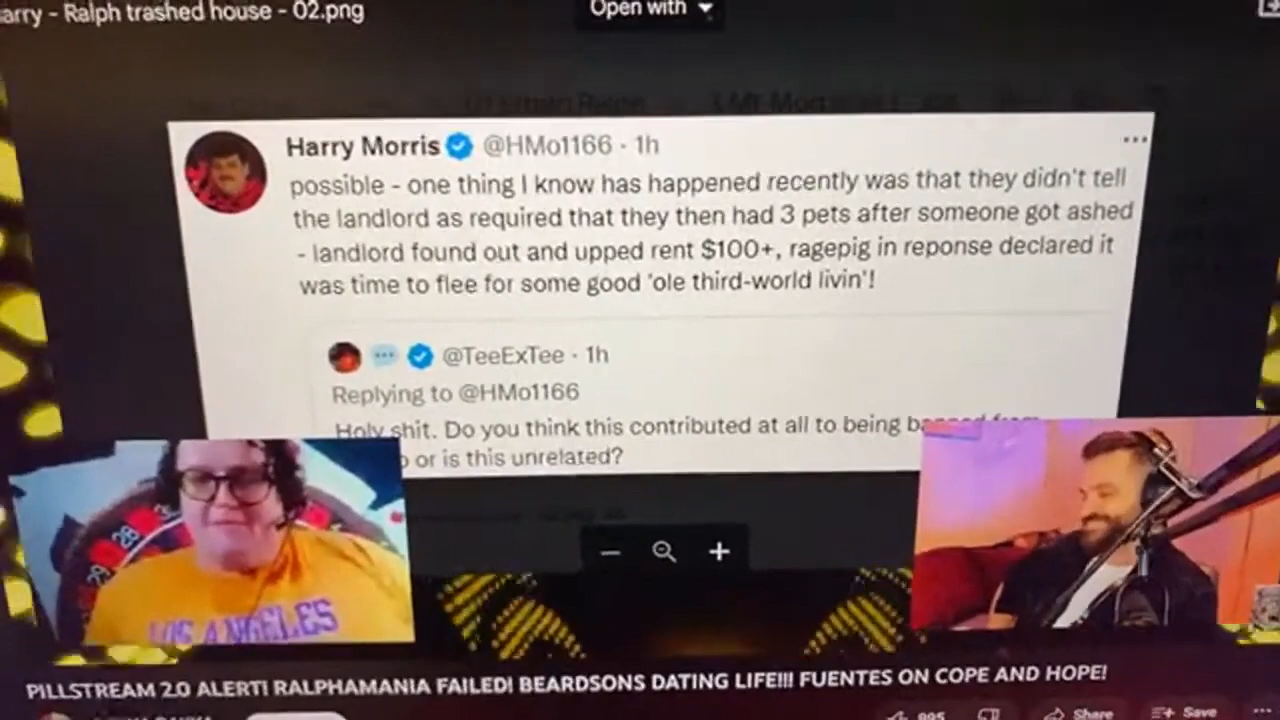 arry - Ralph trashed house - 02.png
Open with
Harry Morris @HMo1166 · 1h
possible - one thing I know has happened recently was that they didn't tell
the landlord as required that they then had 3 pets after someone got ashed
- landlord found out and upped rent $100+, ragepig in reponse declared it
was time to flee for some good 'ole third-world livin'!
@TeeExTee · 1h
Replying to @HMo1166
Holy shit. Do you think this contributed at all to being
or is this unrelated?
28
29
LOS ANGELES
PILLSTREAM 2.0 ALERT! RALPHAMANIA FAILED! BEARDSONS DATING LIFE!!! FUENTES ON COPE AND HOPE!
995
Share
Save